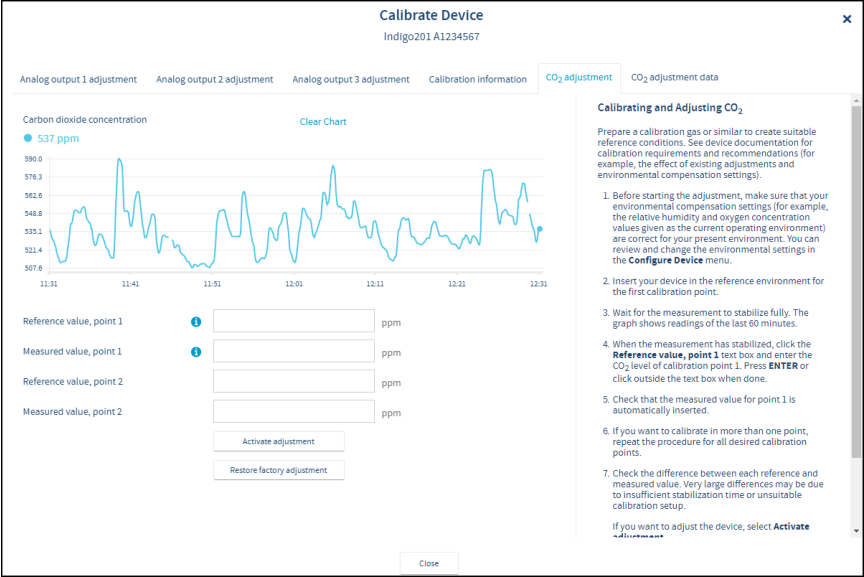 Calibrate Device
Indigo201 A1234567
Analog output 1 adjustment
Analog output 2 adjustment
Analog output 3 adjustment
Calibration information
CO2 adjustment
CO2 adjustment data
Carbon dioxide concentration
Clear Chart
537 ppm
590.0
576.3
562.6
548.8
535.1
521.4
507.6
11:31
11:41
11:51
12:01
12:11
12:21
12:31
Reference value, point 1
ppm
Measured value, point 1
ppm
Reference value, point 2
ppm
Measured value, point 2
ppm
Activate adjustment
Restore factory adjustment
Calibrating and Adjusting CO2
Prepare a calibration gas or similar to create suitable
reference conditions. See device documentation for
calibration requirements and recommendations (for
example, the effect of existing adjustments and
environmental compensation settings).
1. Before starting the adjustment, make sure that your
environmental compensation settings (for example,
the relative humidity and oxygen concentration
values given as the current operating environment)
are correct for your present environment. You can
review and change the environmental settings in
the Configure Device menu.
2. Insert your device in the reference environment for
the first calibration point.
3. Wait for the measurement to stabilize fully. The
graph shows readings of the last 60 minutes.
4. When the measurement has stabilized, click the
Reference value, point 1 text box and enter the
CO2 level of calibration point 1. Press ENTER or
click outside the text box when done.
5. Check that the measured value for point 1 is
automatically inserted.
6. If you want to calibrate in more than one point,
repeat the procedure for all desired calibration
points.
7. Check the difference between each reference and
measured value. Very large differences may be due
to insufficient stabilization time or unsuitable
calibration setup.
If you want to adjust the device, select Activate
adjustment
Close